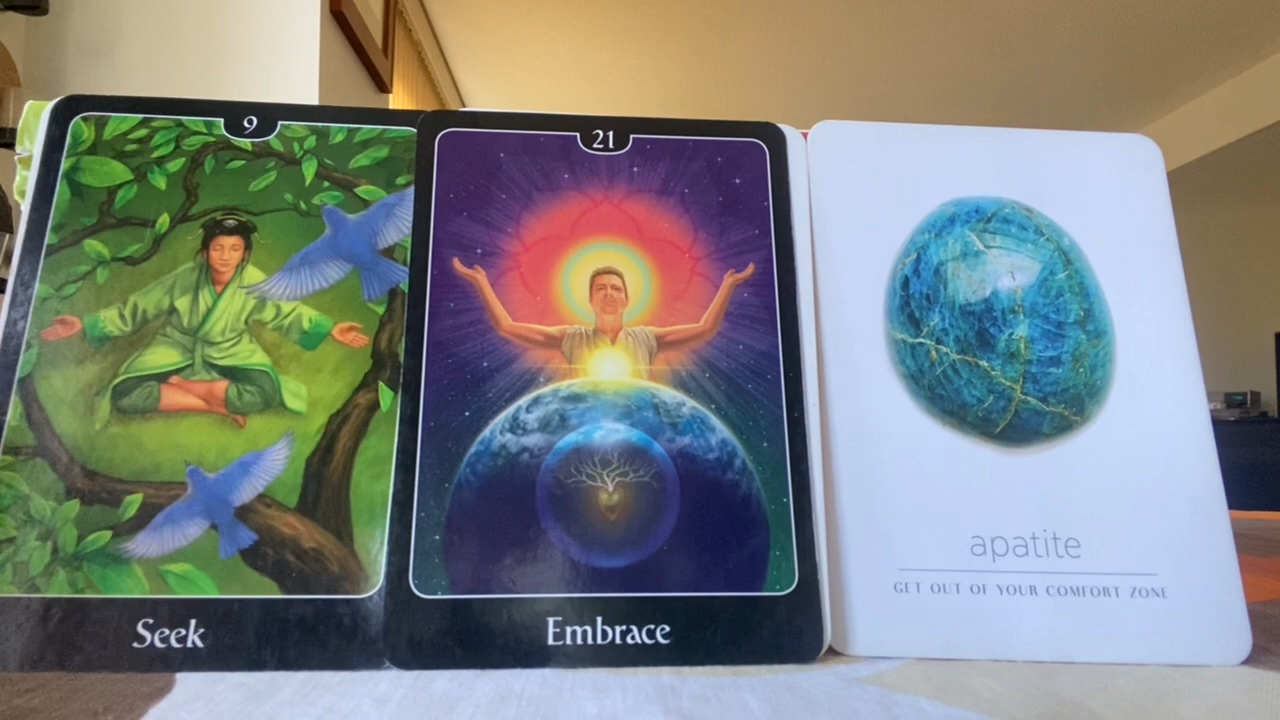 9
Seek
21
Embrace
apatite
GET OUT OF YOUR COMFORT ZONE